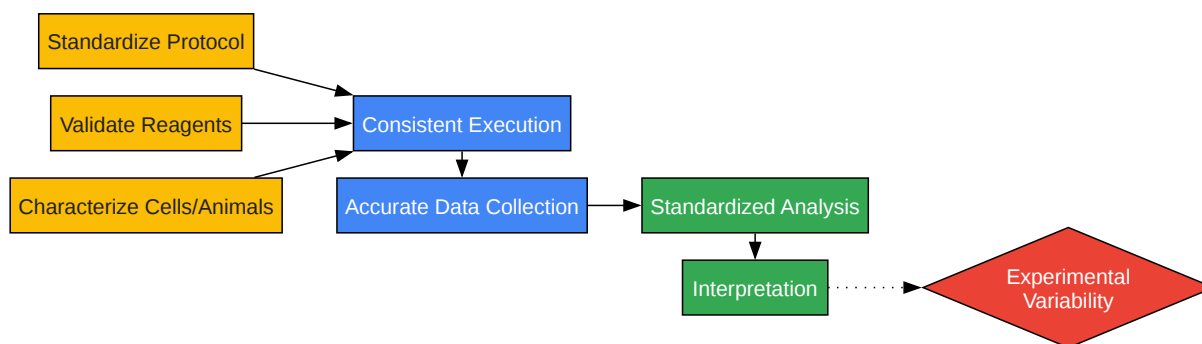 Standardize Protocol
Validate Reagents
Consistent Execution
Characterize Cells/Animals
Accurate Data Collection
Standardized Analysis
Interpretation
Experimental
Variability